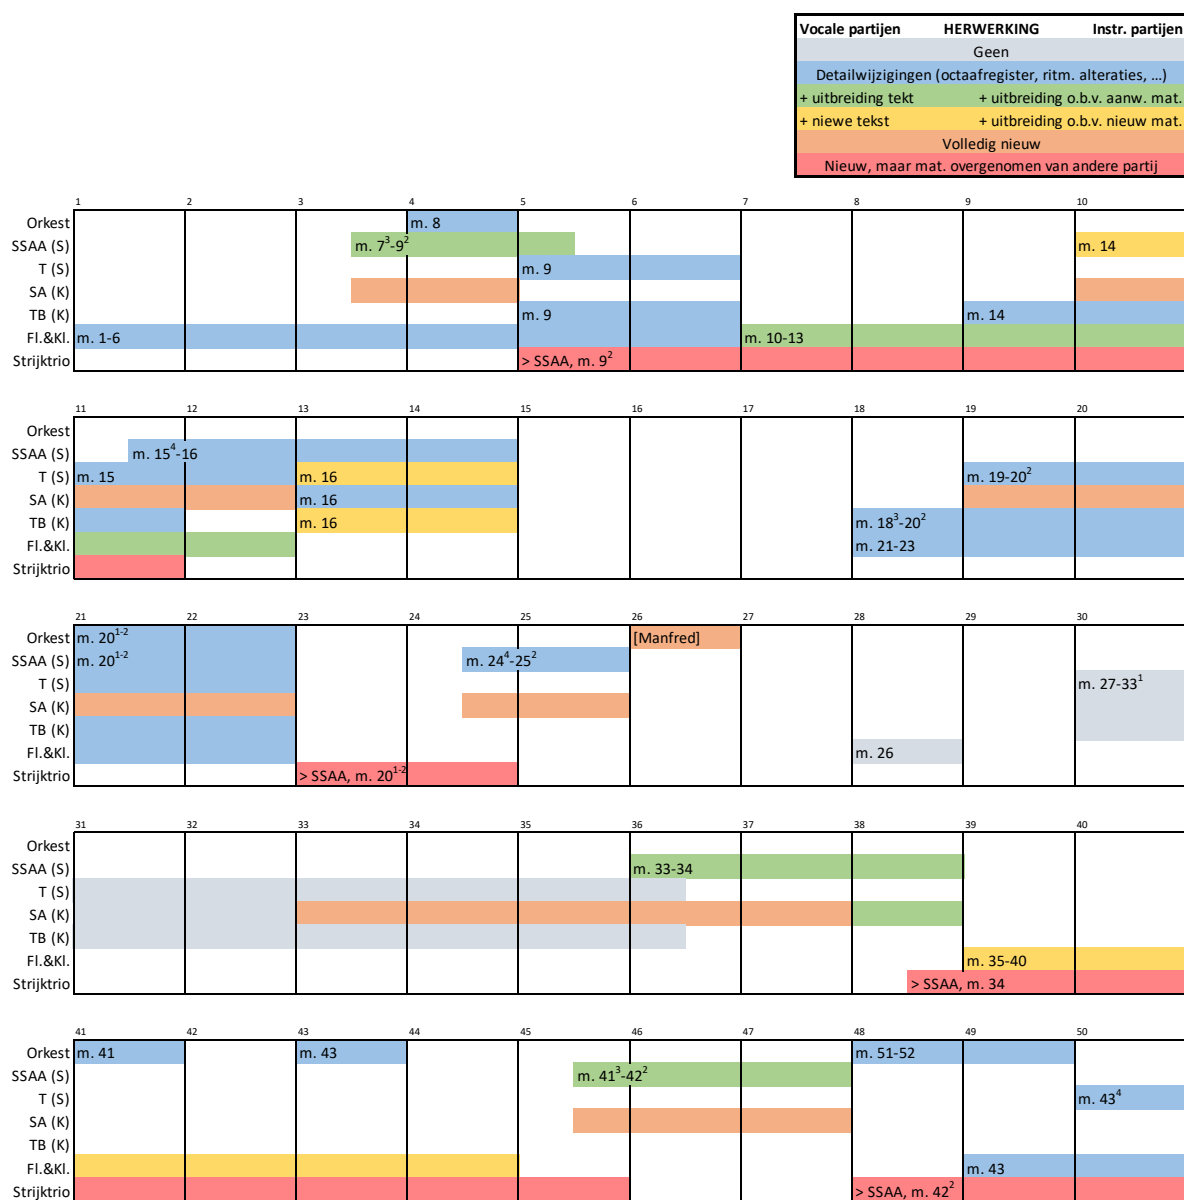 Vocale partijen HERWERKING Instr. partijen
Geen
Detailwijzigingen (octaafregister, ritm. alteraties, …)
+ uitbreiding tekt + uitbreiding o.b.v. aanw. mat.
+ niewe tekst + uitbreiding o.b.v. nieuw mat.
Volledig nieuw
Nieuw, maar mat. overgenomen van andere partij
1 2 3 4 5 6 7 8 9 10
Orkest m. 8
SSAA (S) m. 7³-9² m. 14
T (S) m. 9
SA (K)
TB (K) m. 9 m. 14
Fl.&Kl. m. 1-6 m. 10-13
Strijktrio > SSAA, m. 9²
11 12 13 14 15 16 17 18 19 20
Orkest
SSAA (S) m. 15⁴-16
T (S) m. 15 m. 16 m. 19-20²
SA (K) m. 16
TB (K) m. 16 m. 18³-20²
Fl.&Kl. m. 21-23
Strijktrio
21 22 23 24 25 26 27 28 29 30
Orkest m. 20¹⁻² [Manfred]
SSAA (S) m. 20¹⁻² m. 24⁴-25²
T (S) m. 27-33¹
SA (K)
TB (K)
Fl.&Kl. m. 26
Strijktrio > SSAA, m. 20¹⁻²
31 32 33 34 35 36 37 38 39 40
Orkest
SSAA (S) m. 33-34
T (S)
SA (K)
TB (K)
Fl.&Kl. m. 35-40
Strijktrio > SSAA, m. 34
41 42 43 44 45 46 47 48 49 50
Orkest m. 41 m. 43 m. 51-52
SSAA (S) m. 41³-42²
T (S) m. 43⁴
SA (K)
TB (K)
Fl.&Kl. m. 43
Strijktrio > SSAA, m. 42²